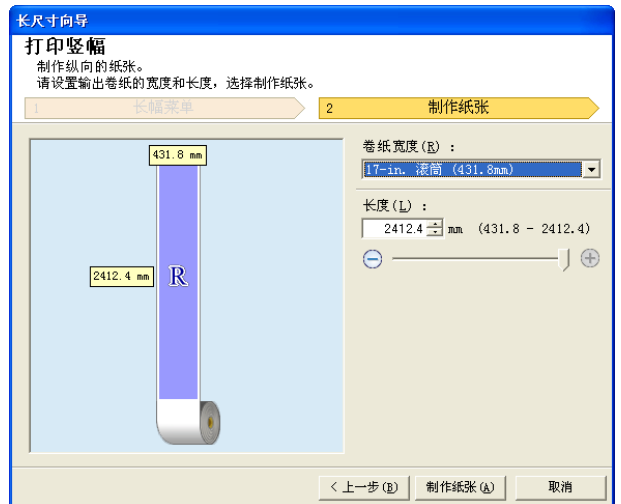 长尺寸向导
打印竖幅
制作纵向的纸张。
请设置输出卷纸的宽度和长度，选择制作纸张。
1 长幅菜单 2 制作纸张
431.8 mm
2412.4 mm
R
卷纸宽度(R) :
17-in. 滚筒 (431.8mm)
长度(L) :
2412.4 mm (431.8 - 2412.4)
< 上一步(B) 制作纸张(A) 取消